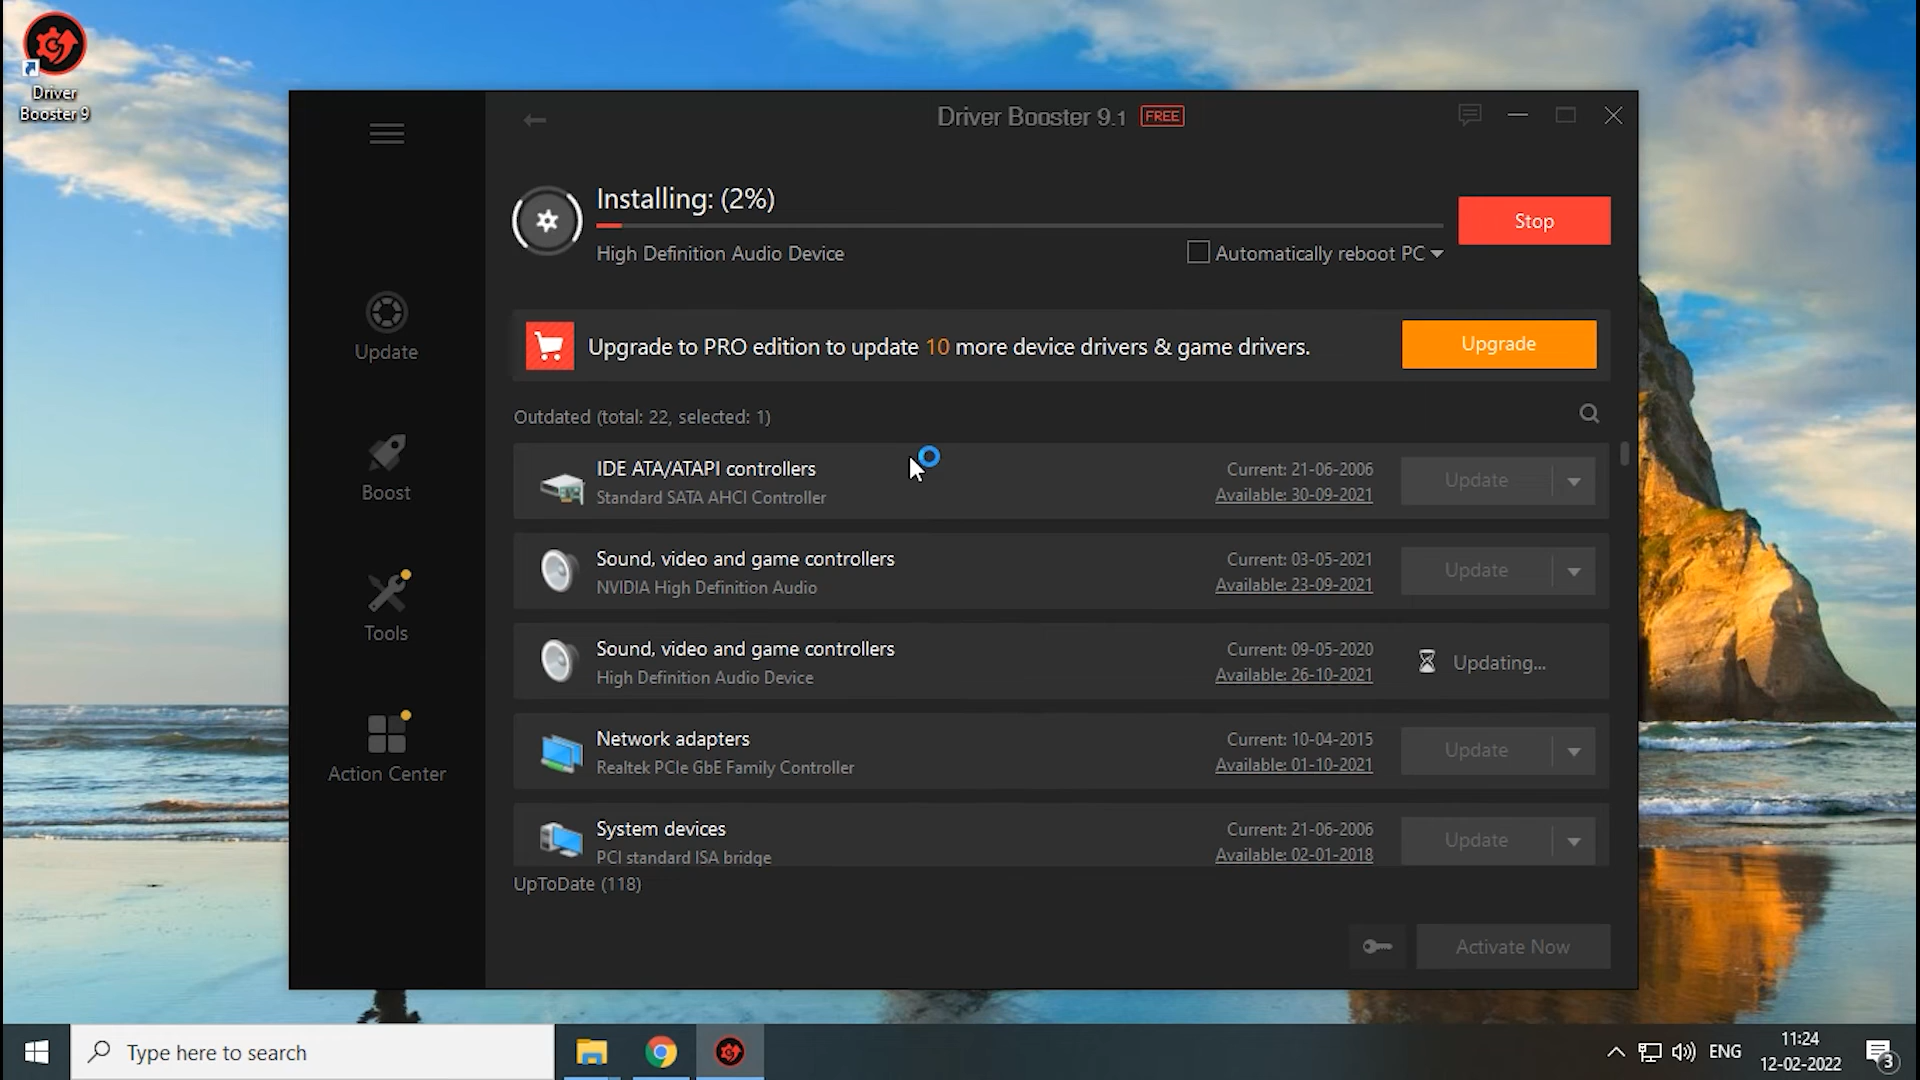 Driver
Booster 9
Driver Booster 9.1 FREE
Installing: (2%)
Stop
High Definition Audio Device
Automatically reboot PC
Update
Upgrade to PRO edition to update 10 more device drivers & game drivers.
Upgrade
Outdated (total: 22, selected: 1)
Boost
IDE ATA/ATAPI controllers
Standard SATA AHCI Controller
Current: 21-06-2006
Available: 30-09-2021
Update
Sound, video and game controllers
NVIDIA High Definition Audio
Current: 03-05-2021
Available: 23-09-2021
Update
Tools
Sound, video and game controllers
High Definition Audio Device
Current: 09-05-2020
Available: 26-10-2021
Updating...
Network adapters
Realtek PCIe GbE Family Controller
Current: 10-04-2015
Available: 01-10-2021
Update
Action Center
System devices
PCI standard ISA bridge
Current: 21-06-2006
Available: 02-01-2018
Update
UpToDate (118)
Activate Now
Type here to search
ENG
11:24
12-02-2022
3